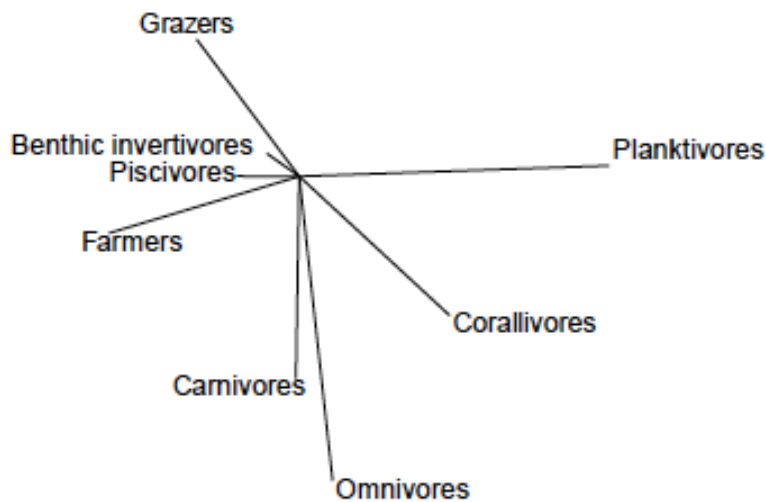 Grazers
Benthic invertivores
Planktivores
Piscivores
Farmers
Corallivores
Carnivores
Omnivores